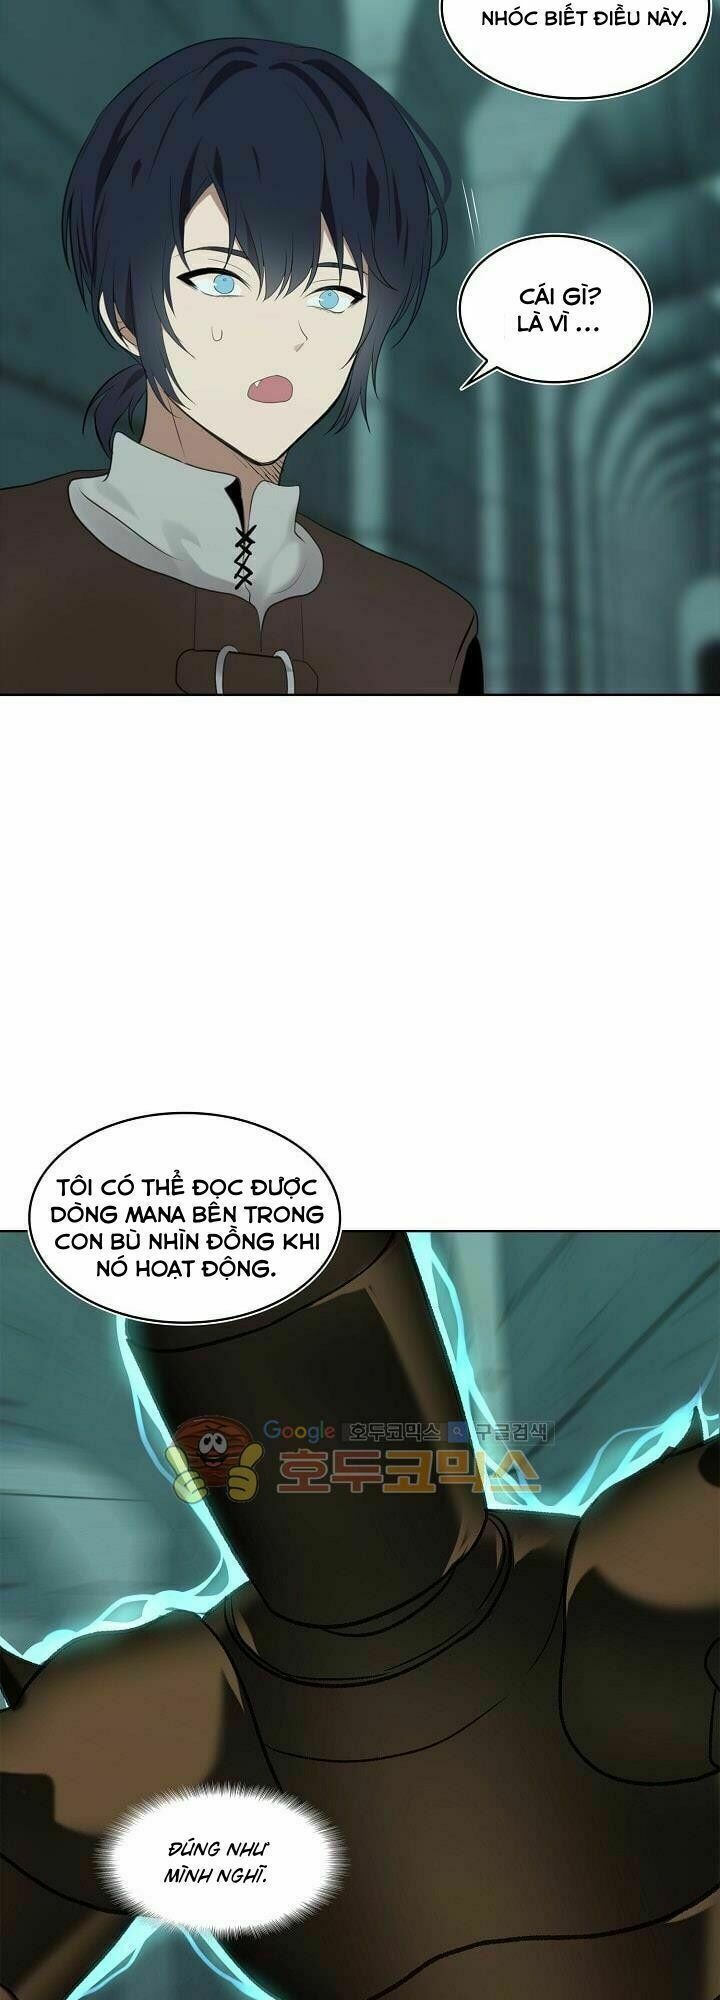 NHÓC BIẾT ĐIỀU NÀY.
CÁI GÌ?
LÀ VÌ ...
TÔI CÓ THỂ ĐỌC ĐƯỢC
DÒNG MANA BÊN TRONG
CON BÙ NHÌN ĐỒNG KHI
NÓ HOẠT ĐỘNG.
Google 호두코믹스 구글검색
호두코믹스
ĐÚNG NHƯ
MÌNH NGHĨ.